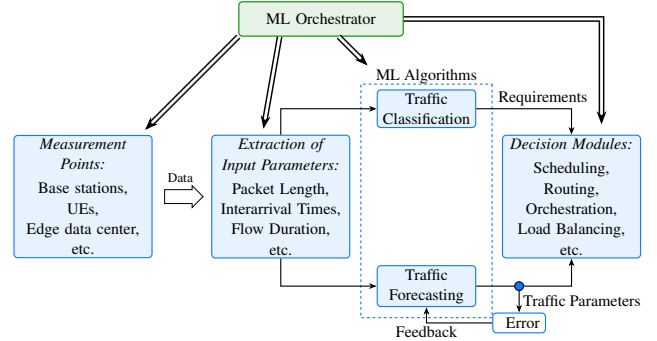 ML Orchestrator
ML Algorithms
Measurement
Points:
Base stations,
UEs,
Edge data center,
etc.
Data
Extraction of
Input Parameters:
Packet Length,
Interarrival Times,
Flow Duration,
etc.
Traffic
Classification
Requirements
Decision Modules:
Scheduling,
Routing,
Orchestration,
Load Balancing,
etc.
Traffic
Forecasting
Traffic Parameters
Error
Feedback